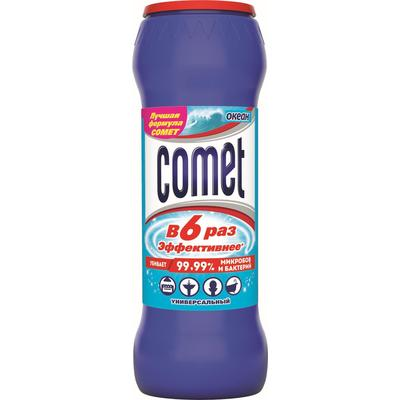 Лучшая
формула
COMET
ОКЕАН
comet
В 6 раз
Эффективнее*
УБИВАЕТ
99.99%
МИКРОБОВ
И БАКТЕРИЙ
УНИВЕРСАЛЬНЫЙ